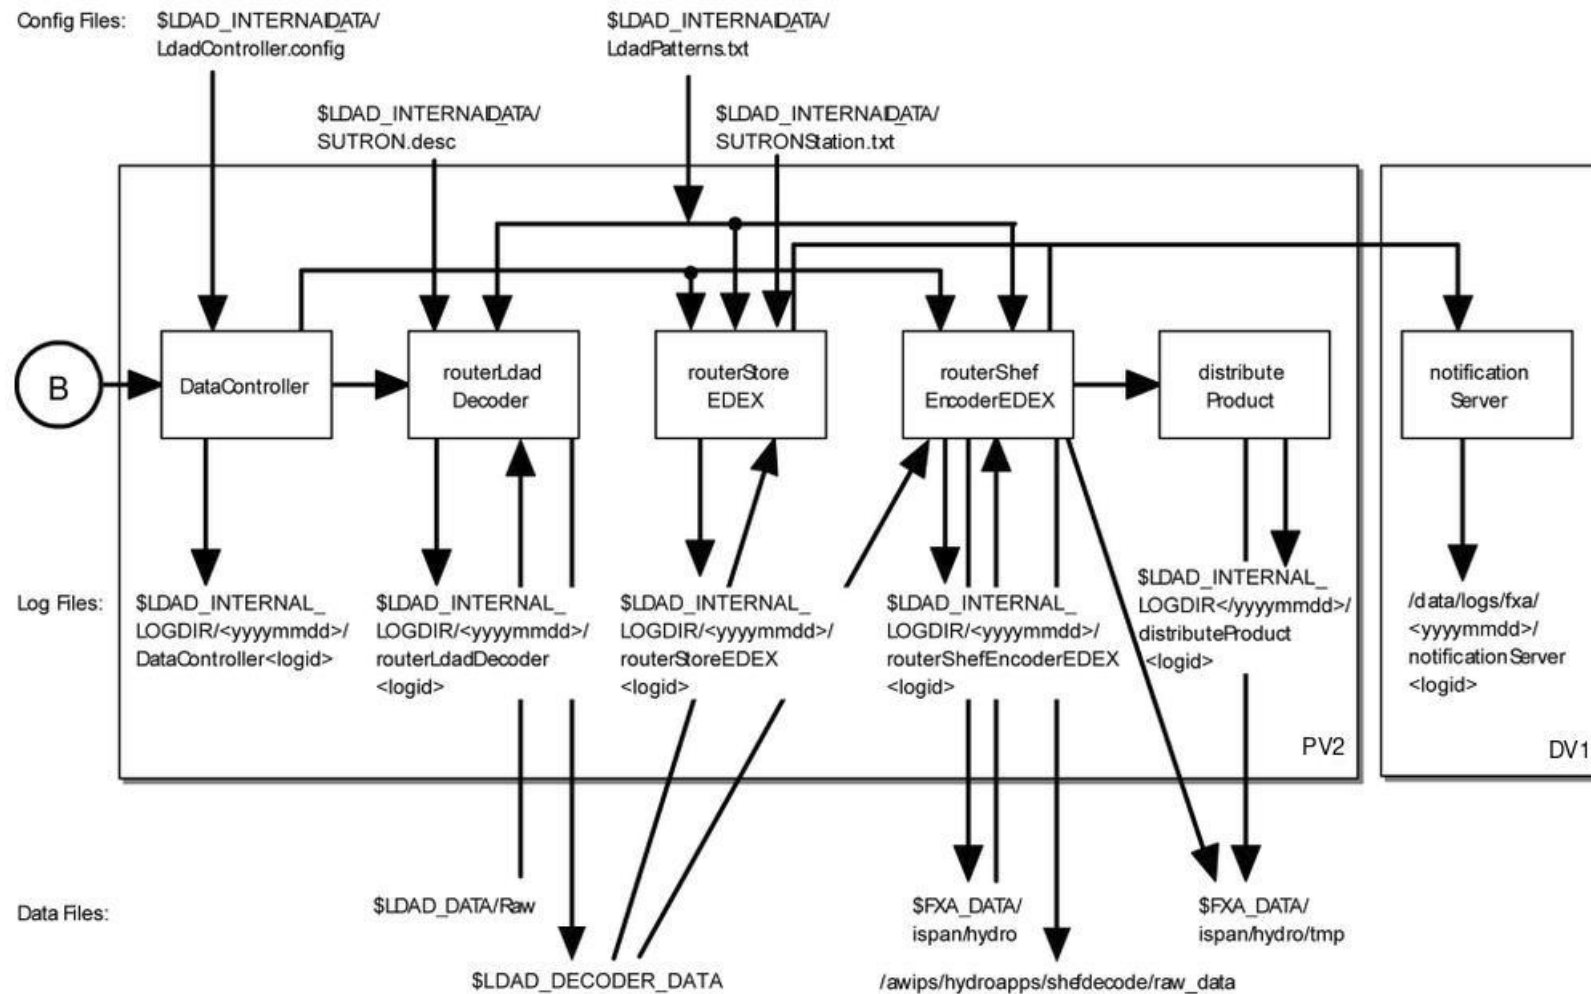 Config Files:
$LDAD_INTERNALDATA/
LdadController.config
$LDAD_INTERNALDATA/
LdadPatterns.txt
$LDAD_INTERNALDATA/
SUTRON.desc
$LDAD_INTERNALDATA/
SUTRONStation.txt
B
DataController
routerLdad
Decoder
routerStore
EDEX
routerShef
EncoderEDEX
distribute
Product
notification
Server
Log Files:
$LDAD_INTERNAL_
LOGDIR/<yyyymmdd>/
DataController<logid>
$LDAD_INTERNAL_
LOGDIR/<yyyymmdd>/
routerLdadDecoder
<logid>
$LDAD_INTERNAL_
LOGDIR/<yyyymmdd>/
routerStoreEDEX
<logid>
$LDAD_INTERNAL_
LOGDIR/<yyyymmdd>/
routerShefEncoderEDEX
<logid>
$LDAD_INTERNAL_
LOGDIR</yyyymmdd>/
distributeProduct
<logid>
/data/logs/fxa/
<yyyymmdd>/
notificationServer
<logid>
PV2
DV1
Data Files:
$LDAD_DATA/Raw
$LDAD_DECODER_DATA
$FXA_DATA/
ispan/hydro
$FXA_DATA/
ispan/hydro/tmp
/awips/hydroapps/shefdecode/raw_data